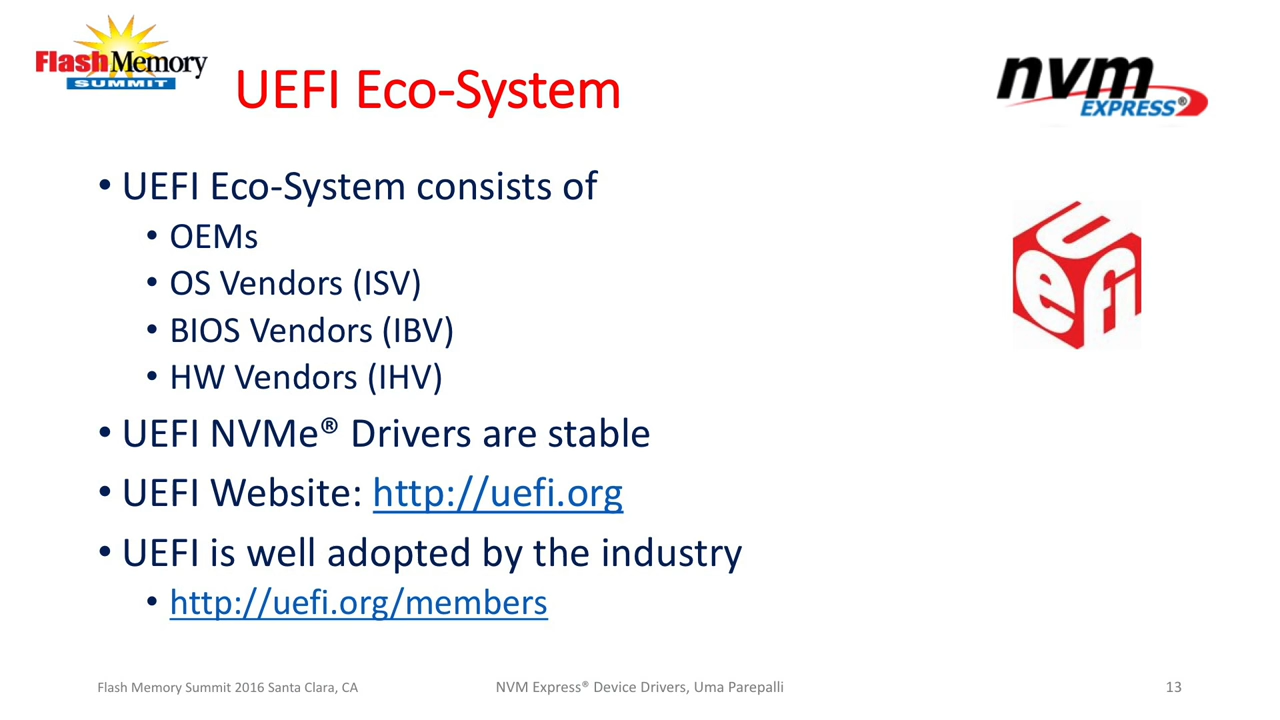 Flash Memory
SUMMIT
UEFI Eco-System
nvm
EXPRESS®
• UEFI Eco-System consists of
• OEMs
• OS Vendors (ISV)
• BIOS Vendors (IBV)
• HW Vendors (IHV)
uefi
• UEFI NVMe® Drivers are stable
• UEFI Website: http://uefi.org
• UEFI is well adopted by the industry
• http://uefi.org/members
Flash Memory Summit 2016 Santa Clara, CA
NVM Express® Device Drivers, Uma Parepalli
13